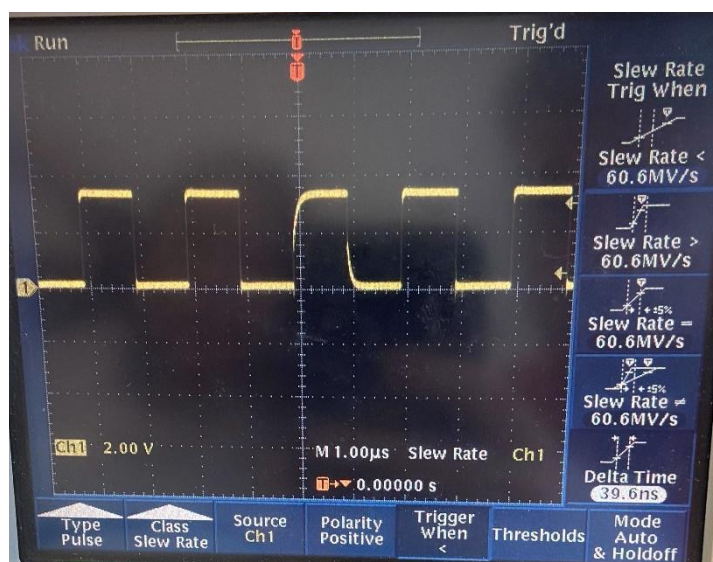 Run
Trig'd
T
T
Slew Rate
Trig When
Slew Rate <
60.6MV/s
Slew Rate >
60.6MV/s
±5%
Slew Rate =
60.6MV/s
±5%
Slew Rate ≠
60.6MV/s
Delta Time
39.6ns
1
Ch1 2.00 V
M 1.00µs Slew Rate Ch1
T→▼ 0.00000 s
Type
Pulse
Class
Slew Rate
Source
Ch1
Polarity
Positive
Trigger
When
<
Thresholds
Mode
Auto
& Holdoff